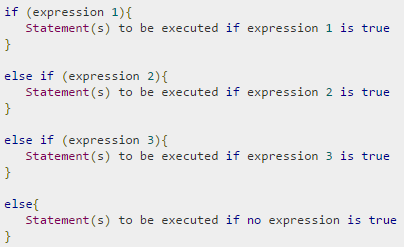 if (expression 1){
Statement(s) to be executed if expression 1 is true
}
else if (expression 2){
Statement(s) to be executed if expression 2 is true
}
else if (expression 3){
Statement(s) to be executed if expression 3 is true
}
else{
Statement(s) to be executed if no expression is true
}